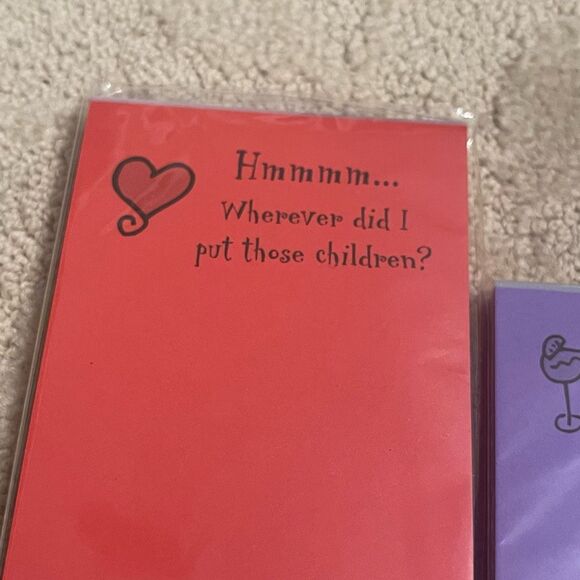 Hmmmm...
Wherever did I
put those children?